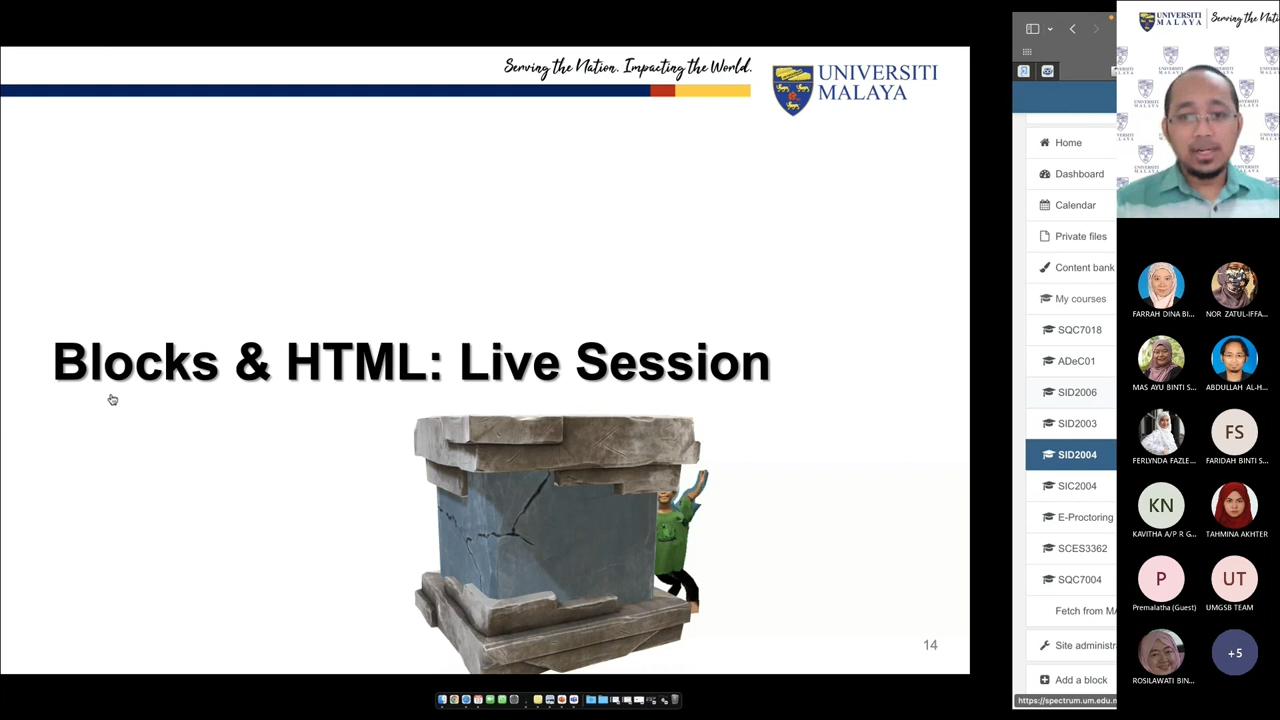 Serving the Nation. Impacting the World.
UNIVERSITI
MALAYA
Blocks & HTML: Live Session
14
Home
Dashboard
Calendar
Private files
Content bank
My courses
SQC7018
ADeC01
SID2006
SID2003
SID2004
SIC2004
E-Proctoring
SCES3362
SQC7004
Fetch from M
Site administr
Add a block
https://spectrum.um.edu.n
UNIVERSITI
MALAYA
Serving the Nati
FARRAH DINA BI...
NOR ZATUL-IFFA...
MAS AYU BINTI S...
ABDULLAH AL-H...
FERLYNDA FAZLE...
FS
FARIDAH BINTI S...
KN
KAVITHA A/P R G...
TAHMINA AKHTER
P
Premalatha (Guest)
UT
UMGSB TEAM
ROSILAWATI BIN...
+5